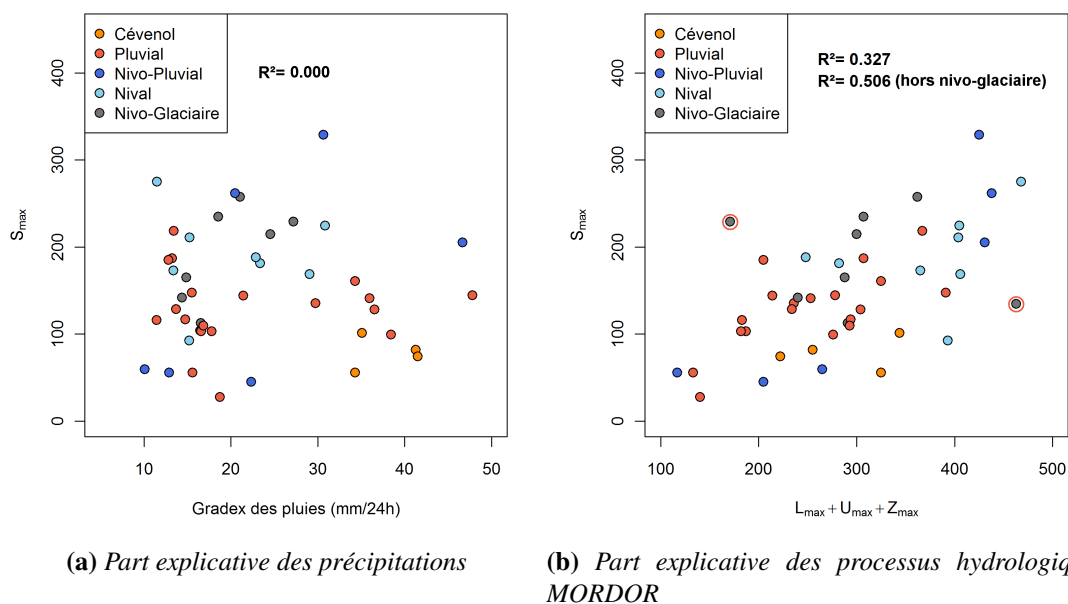 Cévenol
Pluvial
Nivo-Pluvial
Nival
Nivo-Glaciaire
R²= 0.000
Smax
0
100
200
300
400
10
20
30
40
50
Gradex des pluies (mm/24h)
(a) Part explicative des précipitations
Cévenol
Pluvial
Nivo-Pluvial
Nival
Nivo-Glaciaire
R²= 0.327
R²= 0.506 (hors nivo-glaciaire)
Smax
0
100
200
300
400
100
200
300
400
500
Lmax + Umax + Zmax
(b) Part explicative des processus hydrologiq
MORDOR